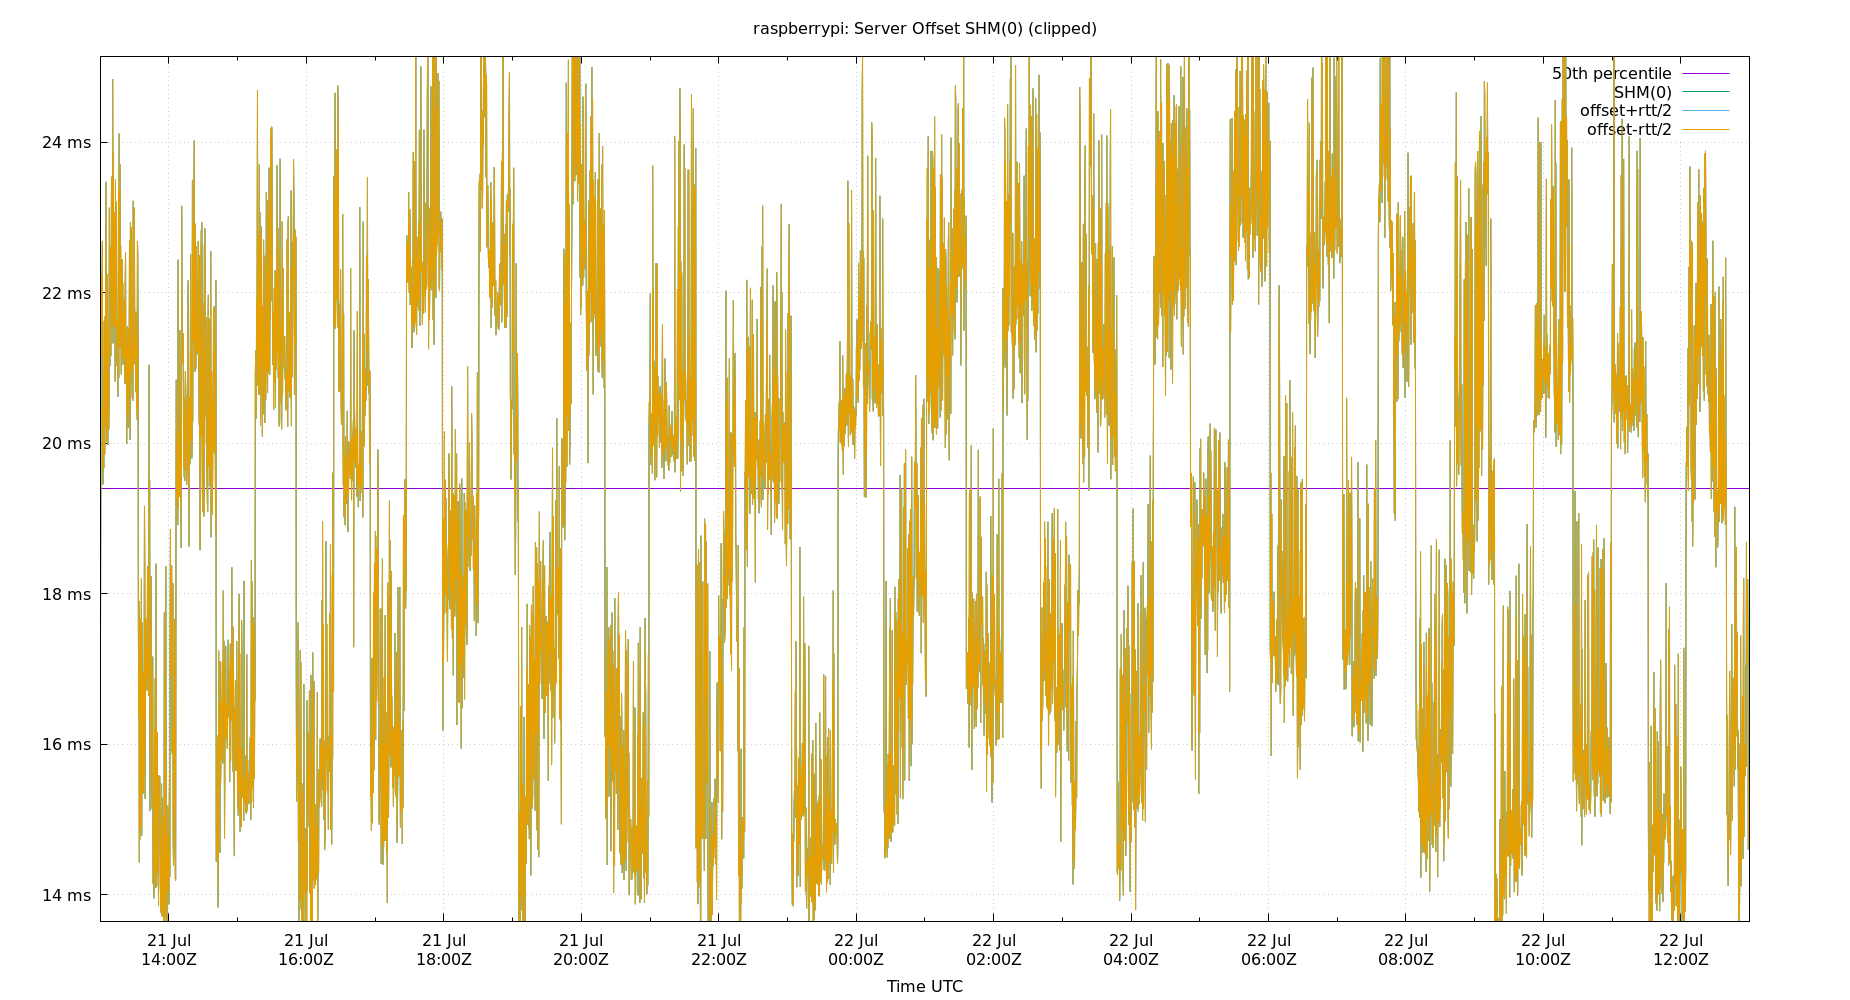 raspberrypi: Server Offset SHM(0) (clipped)
50th percentile
SHM(0)
offset+rtt/2
offset-rtt/2
24 ms
22 ms
20 ms
18 ms
16 ms
14 ms
21 Jul 21 Jul 21 Jul 21 Jul 21 Jul 22 Jul 22 Jul 22 Jul 22 Jul 22 Jul 22 Jul 22 Jul
14:00Z 16:00Z 18:00Z 20:00Z 22:00Z 00:00Z 02:00Z 04:00Z 06:00Z 08:00Z 10:00Z 12:00Z
Time UTC